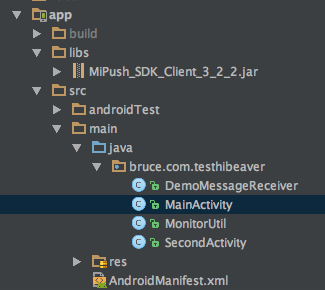 app
build
libs
MiPush_SDK_Client_3_2_2.jar
src
androidTest
main
java
bruce.com.testhibeaver
C DemoMessageReceiver
C MainActivity
C MonitorUtil
C SecondActivity
res
AndroidManifest.xml